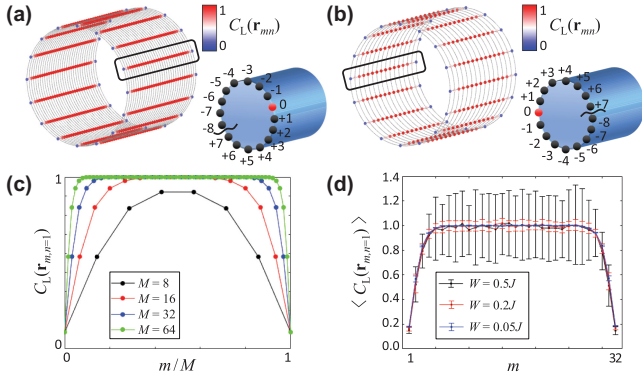 (a)
1
0
C_L(r_mn)
-8
-7
-6
-5
-4
-3
-2
-1
0
+1
+2
+3
+4
+5
+6
+7
(b)
1
0
C_L(r_mn)
0
+1
+2
+3
+4
+5
+6
+7
-8
-7
-6
-5
-4
-3
-2
-1
(c)
1
C_L(r_m,n=1)
0
M = 8
M = 16
M = 32
M = 64
0
m/M
1
(d)
1.4
1.2
1.0
0.8
0.6
0.4
0.2
0.0
< C_L(r_m,n=1) >
W = 0.5J
W = 0.2J
W = 0.05J
1
m
32